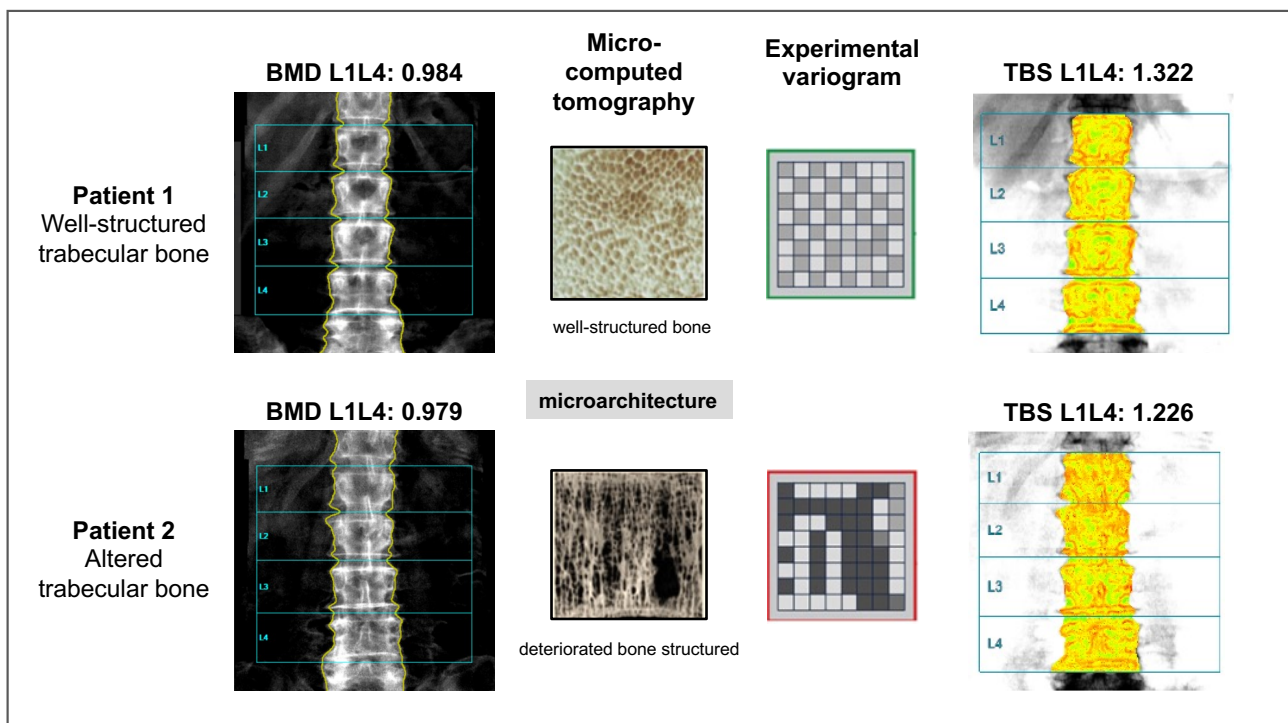 Micro-
computed
tomography
Experimental
variogram
BMD L1L4: 0.984
TBS L1L4: 1.322
L1
L2
L3
L4
L1
L2
L3
L4
Patient 1
Well-structured
trabecular bone
well-structured bone
microarchitecture
BMD L1L4: 0.979
TBS L1L4: 1.226
L1
L2
L3
L4
L1
L2
L3
L4
Patient 2
Altered
trabecular bone
deteriorated bone structured